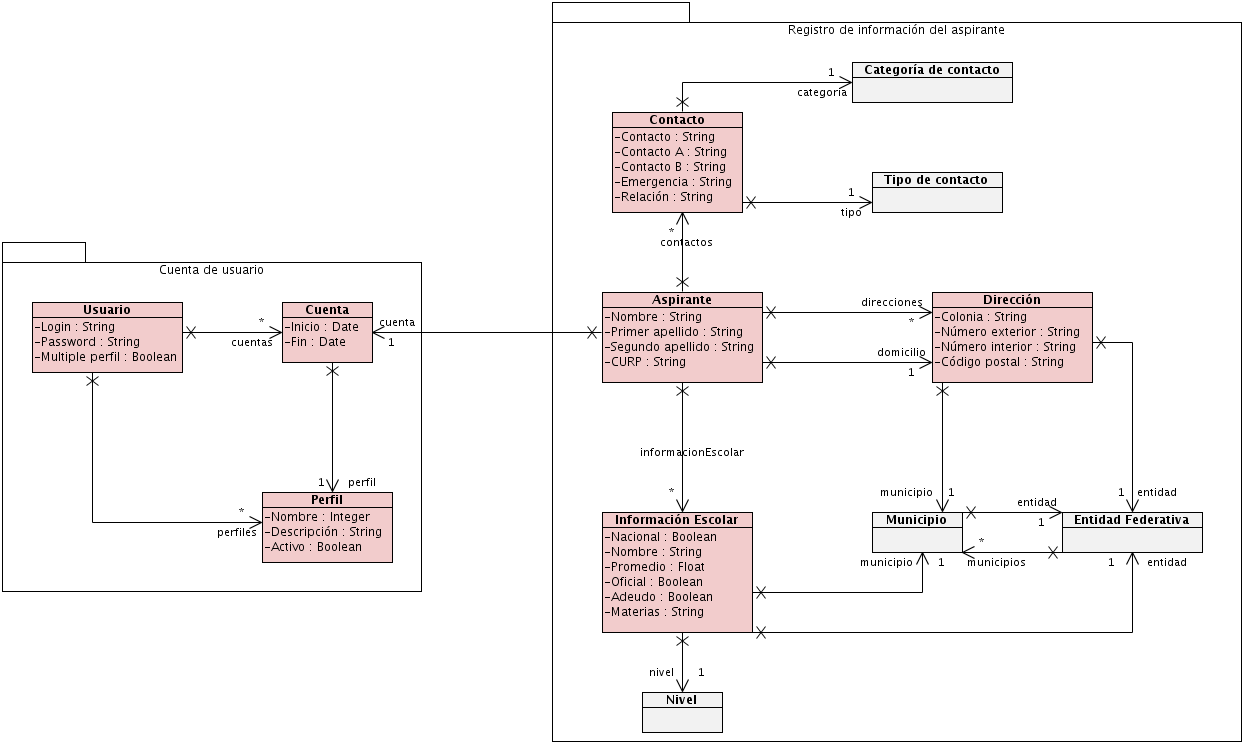 Registro de información del aspirante
Categoría de contacto
1
categoría
Contacto
-Contacto : String
-Contacto A : String
-Contacto B : String
-Emergencia : String
-Relación : String
Tipo de contacto
1
tipo
*
contactos
Cuenta de usuario
Usuario
-Login : String
-Password : String
-Multiple perfil : Boolean
*
cuentas
Cuenta
-Inicio : Date
-Fin : Date
cuenta
1
Aspirante
-Nombre : String
-Primer apellido : String
-Segundo apellido : String
-CURP : String
direcciones
*
domicilio
1
Dirección
-Colonia : String
-Número exterior : String
-Número interior : String
-Código postal : String
informacionEscolar
*
1 perfil
*
perfiles
Perfil
-Nombre : Integer
-Descripción : String
-Activo : Boolean
municipio 1
1 entidad
Información Escolar
-Nacional : Boolean
-Nombre : String
-Promedio : Float
-Oficial : Boolean
-Adeudo : Boolean
-Materias : String
Municipio
entidad
1
*
municipios
Entidad Federativa
municipio 1
1 entidad
nivel 1
Nivel